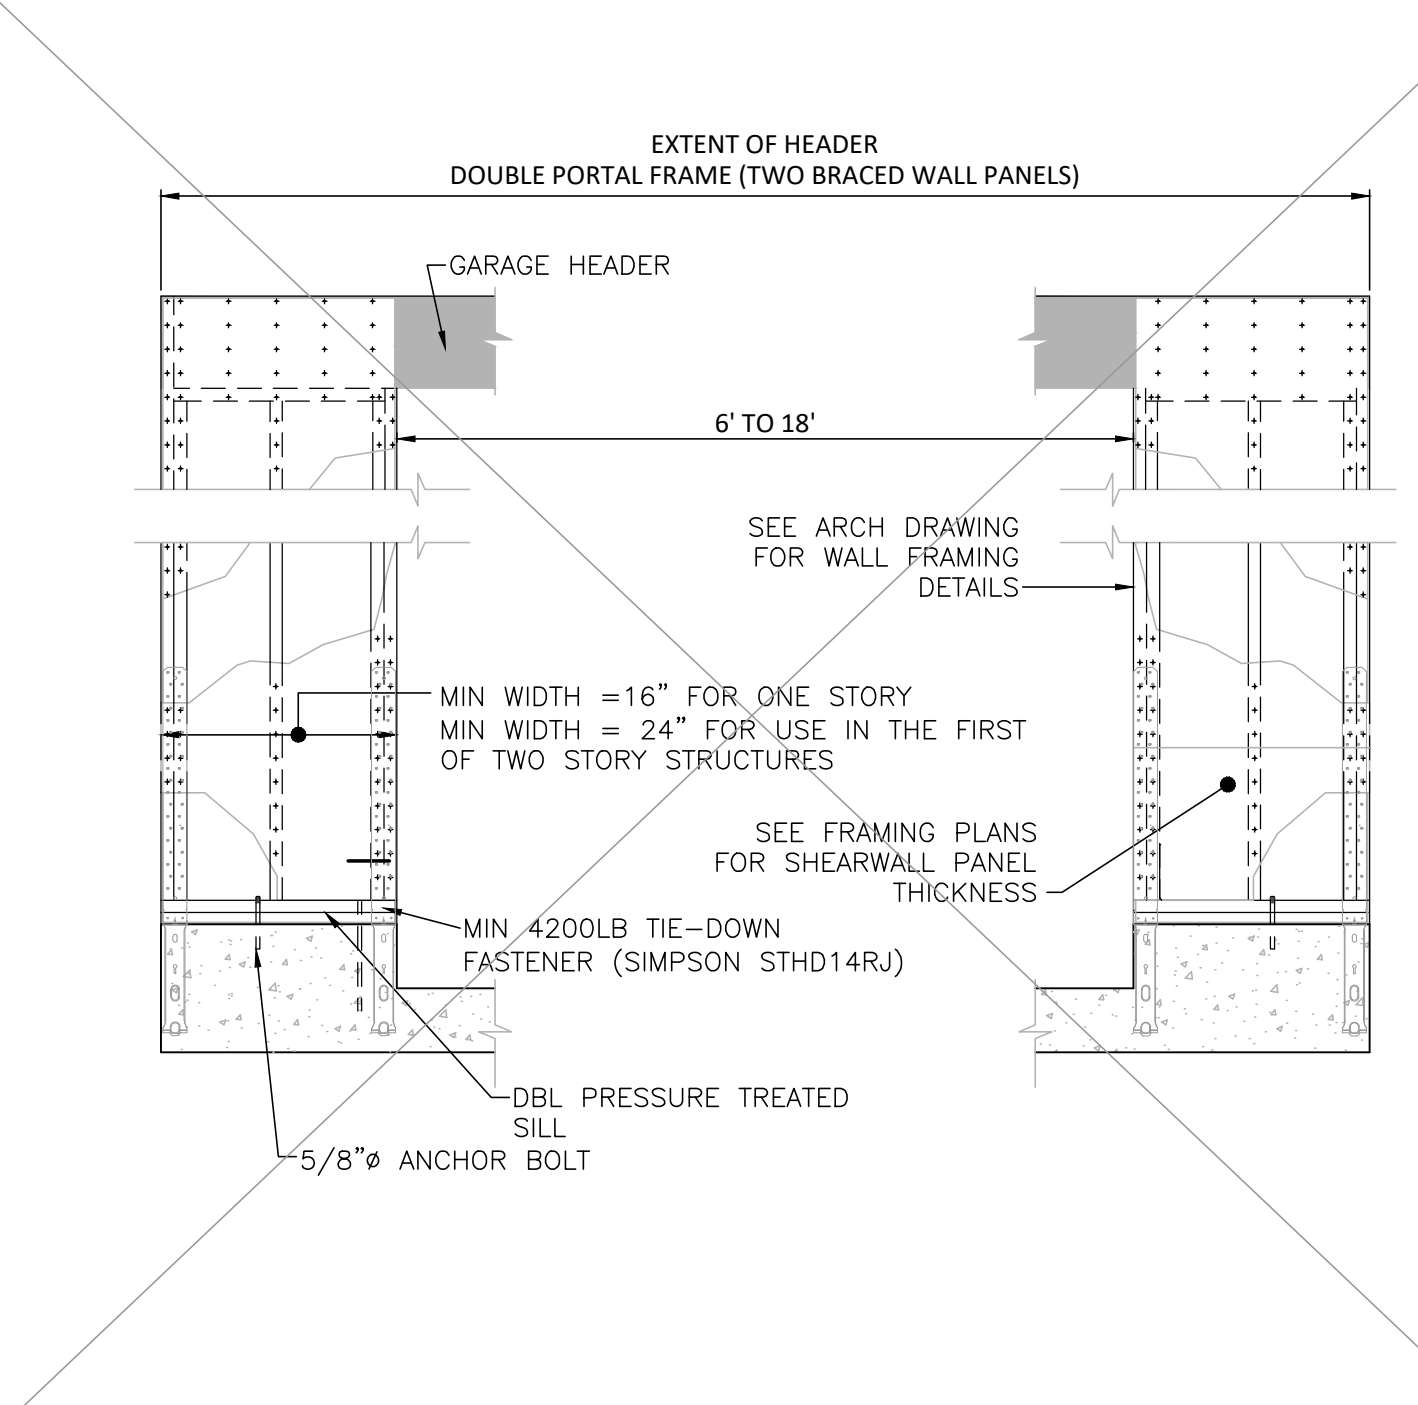 EXTENT OF HEADER
DOUBLE PORTAL FRAME (TWO BRACED WALL PANELS)
GARAGE HEADER
6' TO 18'
SEE ARCH DRAWING
FOR WALL FRAMING
DETAILS
MIN WIDTH =16” FOR ONE STORY
MIN WIDTH = 24” FOR USE IN THE FIRST
OF TWO STORY STRUCTURES
SEE FRAMING PLANS
FOR SHEARWALL PANEL
THICKNESS
MIN 4200LB TIE–DOWN
FASTENER (SIMPSON STHD14RJ)
DBL PRESSURE TREATED
SILL
5/8”ø ANCHOR BOLT